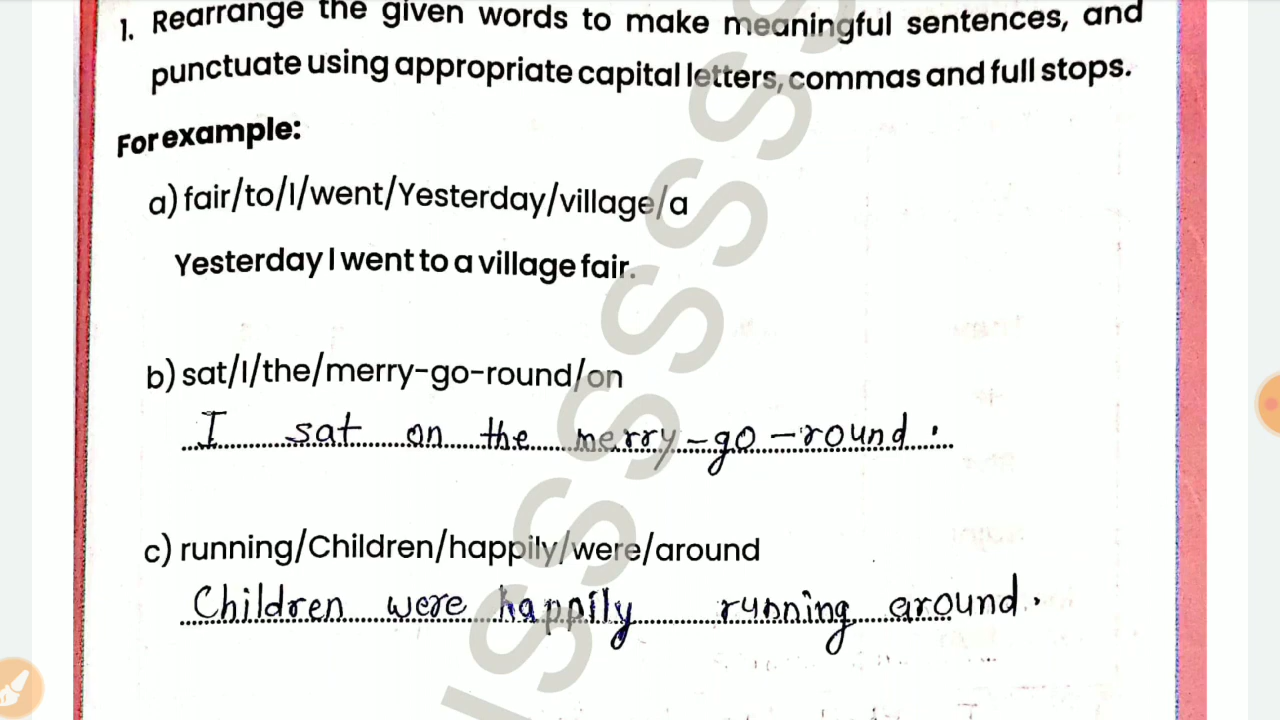 1. Rearrange the given words to make meaningful sentences, and
punctuate using appropriate capital letters, commas and full stops.
For example:
a) fair/to/I/went/Yesterday/village/a
Yesterday I went to a village fair.
b) sat/I/the/merry-go-round/on
I sat on the merry-go-round.
c) running/Children/happily/were/around
Children were happily running around.